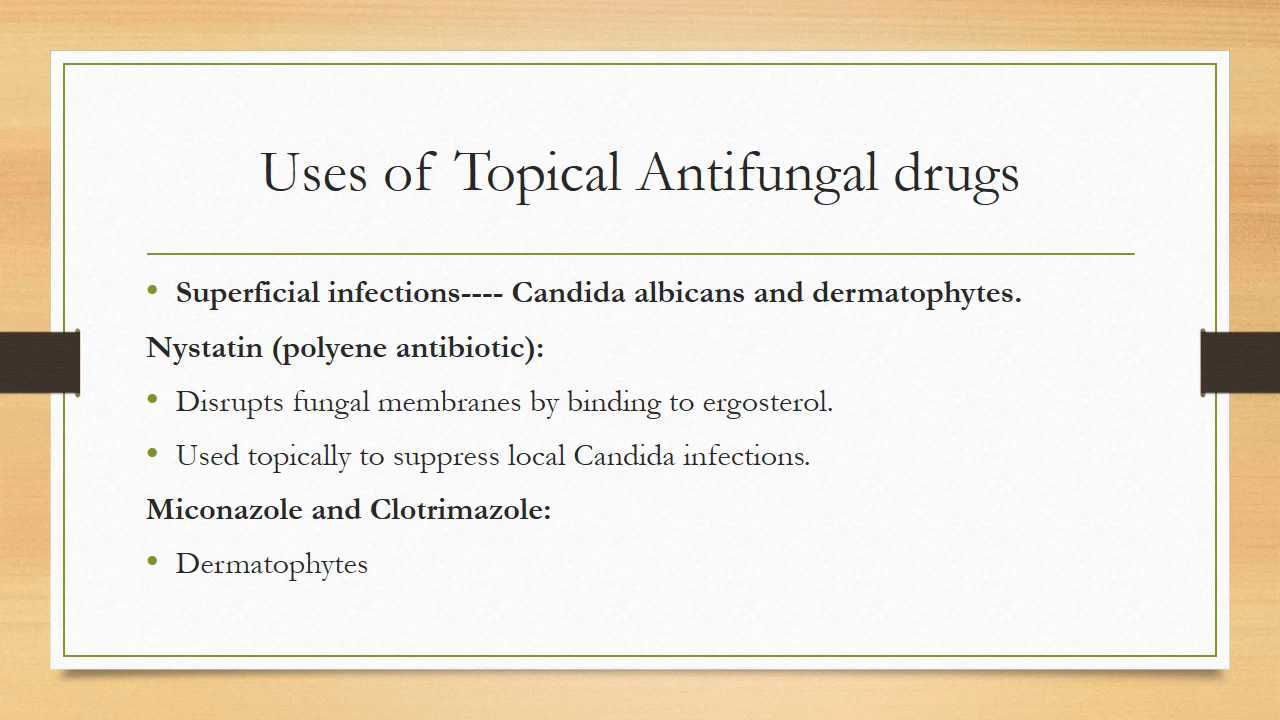 Uses of Topical Antifungal drugs
• Superficial infections---- Candida albicans and dermatophytes.
Nystatin (polyene antibiotic):
• Disrupts fungal membranes by binding to ergosterol.
• Used topically to suppress local Candida infections.
Miconazole and Clotrimazole:
• Dermatophytes